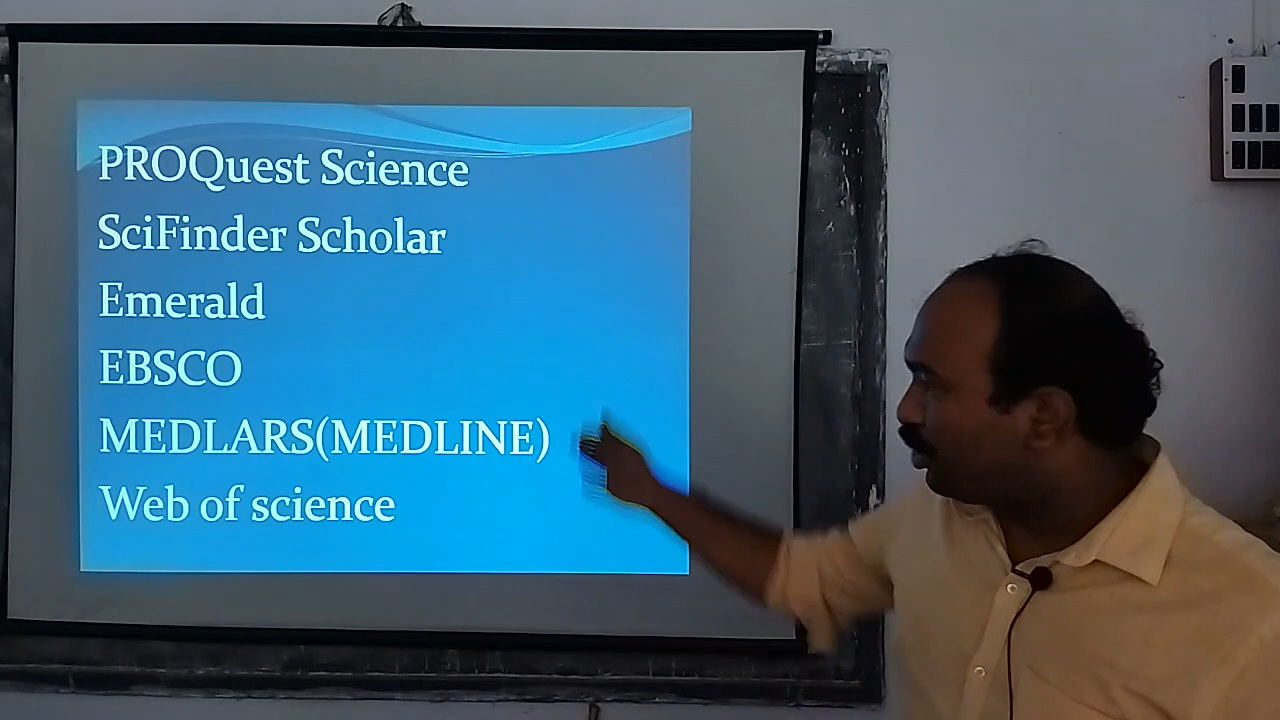 PROQuest Science
SciFinder Scholar
Emerald
EBSCO
MEDLARS(MEDLINE)
Web of science